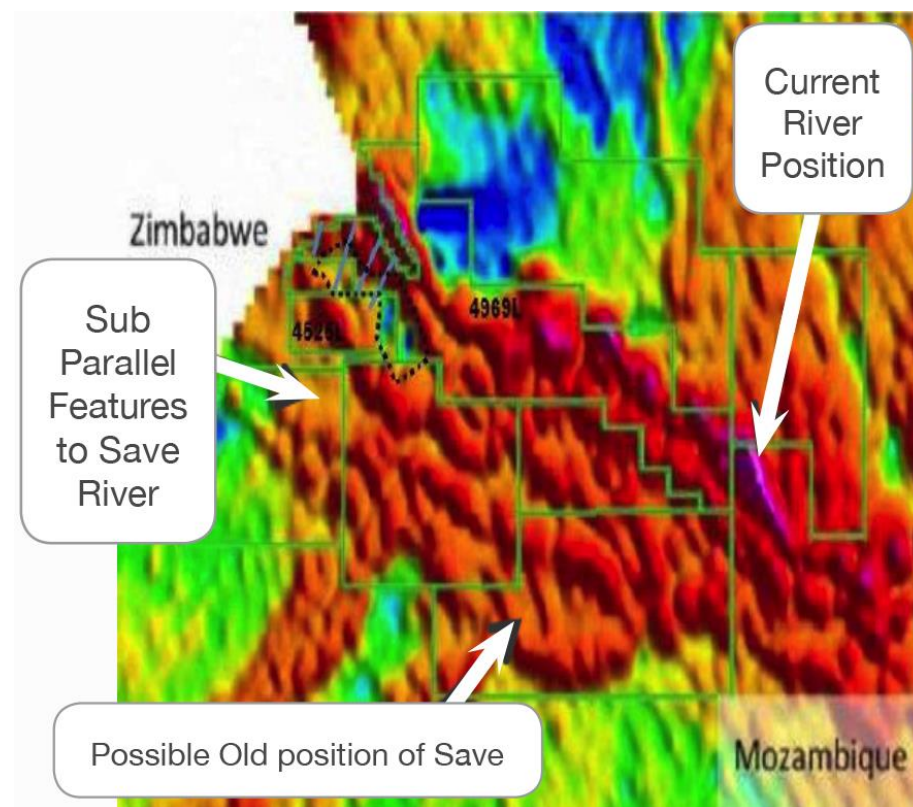 Current
River
Position
Zimbabwe
Sub
Parallel
Features
to Save
River
4969L
4525L
Possible Old position of Save
Mozambique